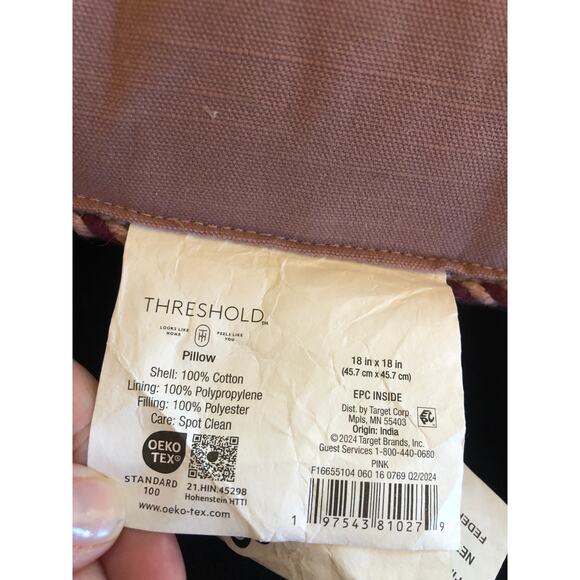 THRESHOLD™
LOOKS LIKE HOME
FEELS LIKE YOU
Pillow
Shell: 100% Cotton
Lining: 100% Polypropylene
Filling: 100% Polyester
Care: Spot Clean
OEKO
TEX®
STANDARD
100
21.HIN.45298
Hohenstein HTTI
www.oeko-tex.com
18 in x 18 in
(45.7 cm x 45.7 cm)
EPC INSIDE
Dist. by Target Corp.
Mpls, MN 55403
Origin: India
© 2024 Target Brands, Inc.
Guest Services 1-800-440-0680
PINK
F16655104 060 16 0769 Q2/2024
1 97543 81027 9
FEDER